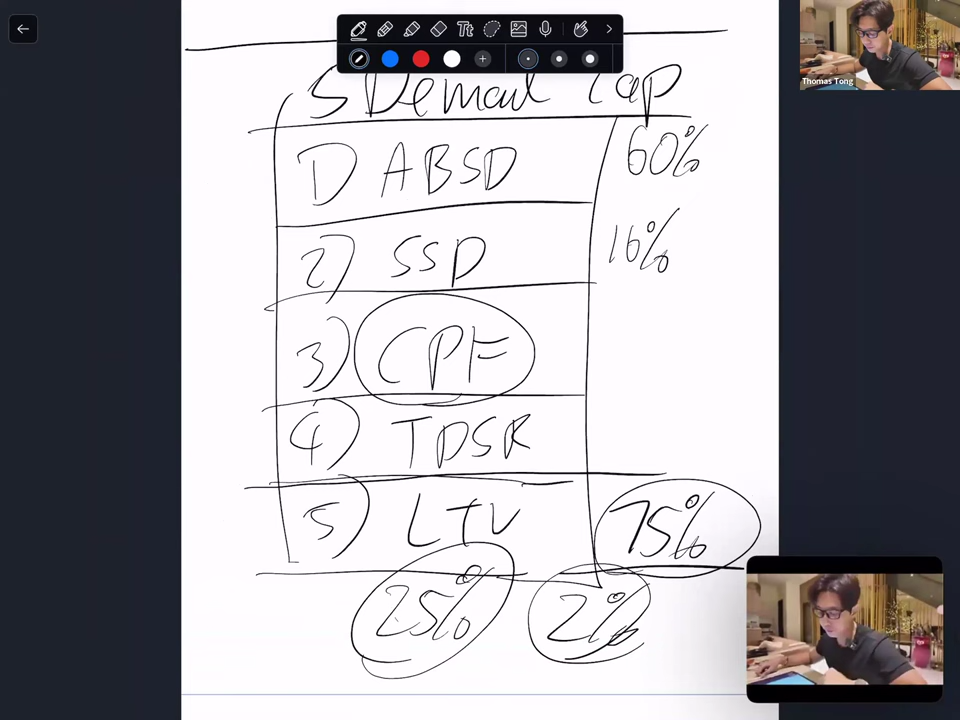 Tt
Thomas Tong
5 Demand Cap
1) ABSD 60%
2) SSD 16%
3) CPF
4) TDSR
5) LTV 75%
25% 2%